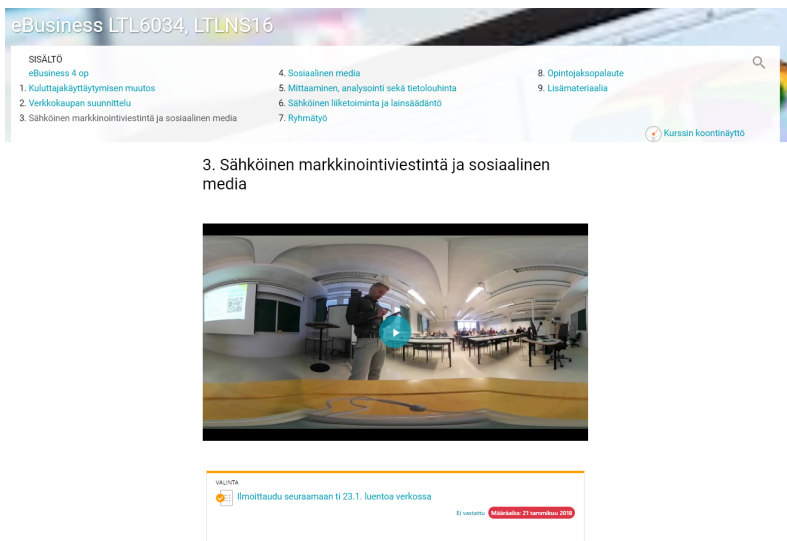 eBusiness LTL6034, LTLNS16
SISÄLTÖ
eBusiness 4 op
1. Kuluttajakäyttäytymisen muutos
2. Verkkokaupan suunnittelu
3. Sähköinen markkinointiviestintä ja sosiaalinen media
4. Sosiaalinen media
5. Mittaaminen, analysointi sekä tietolouhinta
6. Sähköinen liiketoiminta ja lainsäädäntö
7. Ryhmätyö
8. Opintojaksopalaute
9. Lisämateriaalia
Kurssin koontinäyttö
3. Sähköinen markkinointiviestintä ja sosiaalinen
media
VALINTA
Ilmoittaudu seuraamaan ti 23.1. luentoa verkossa
Ei vastattu Määräaika: 21 tammikuu 2018